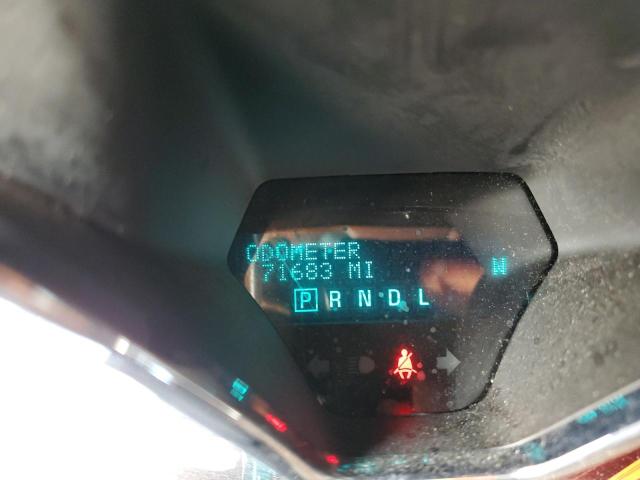 ODOMETER
71683 MI
W
P R N D L